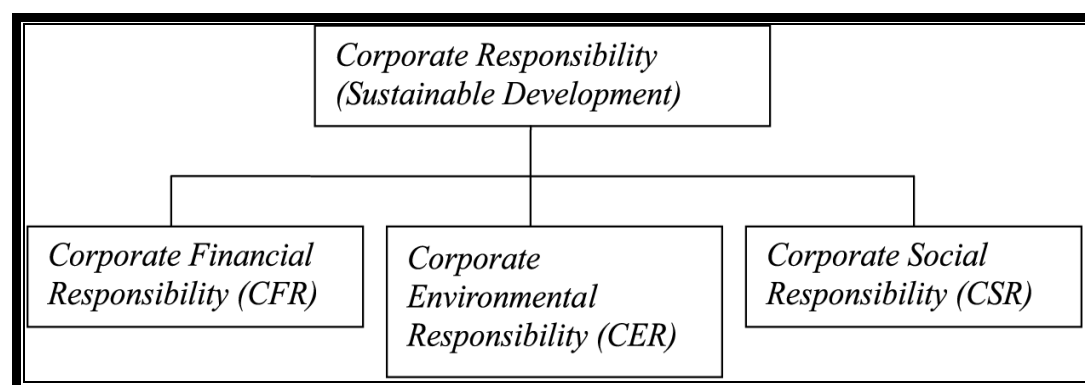 Corporate Responsibility
(Sustainable Development)
Corporate Financial
Responsibility (CFR)
Corporate
Environmental
Responsibility (CER)
Corporate Social
Responsibility (CSR)